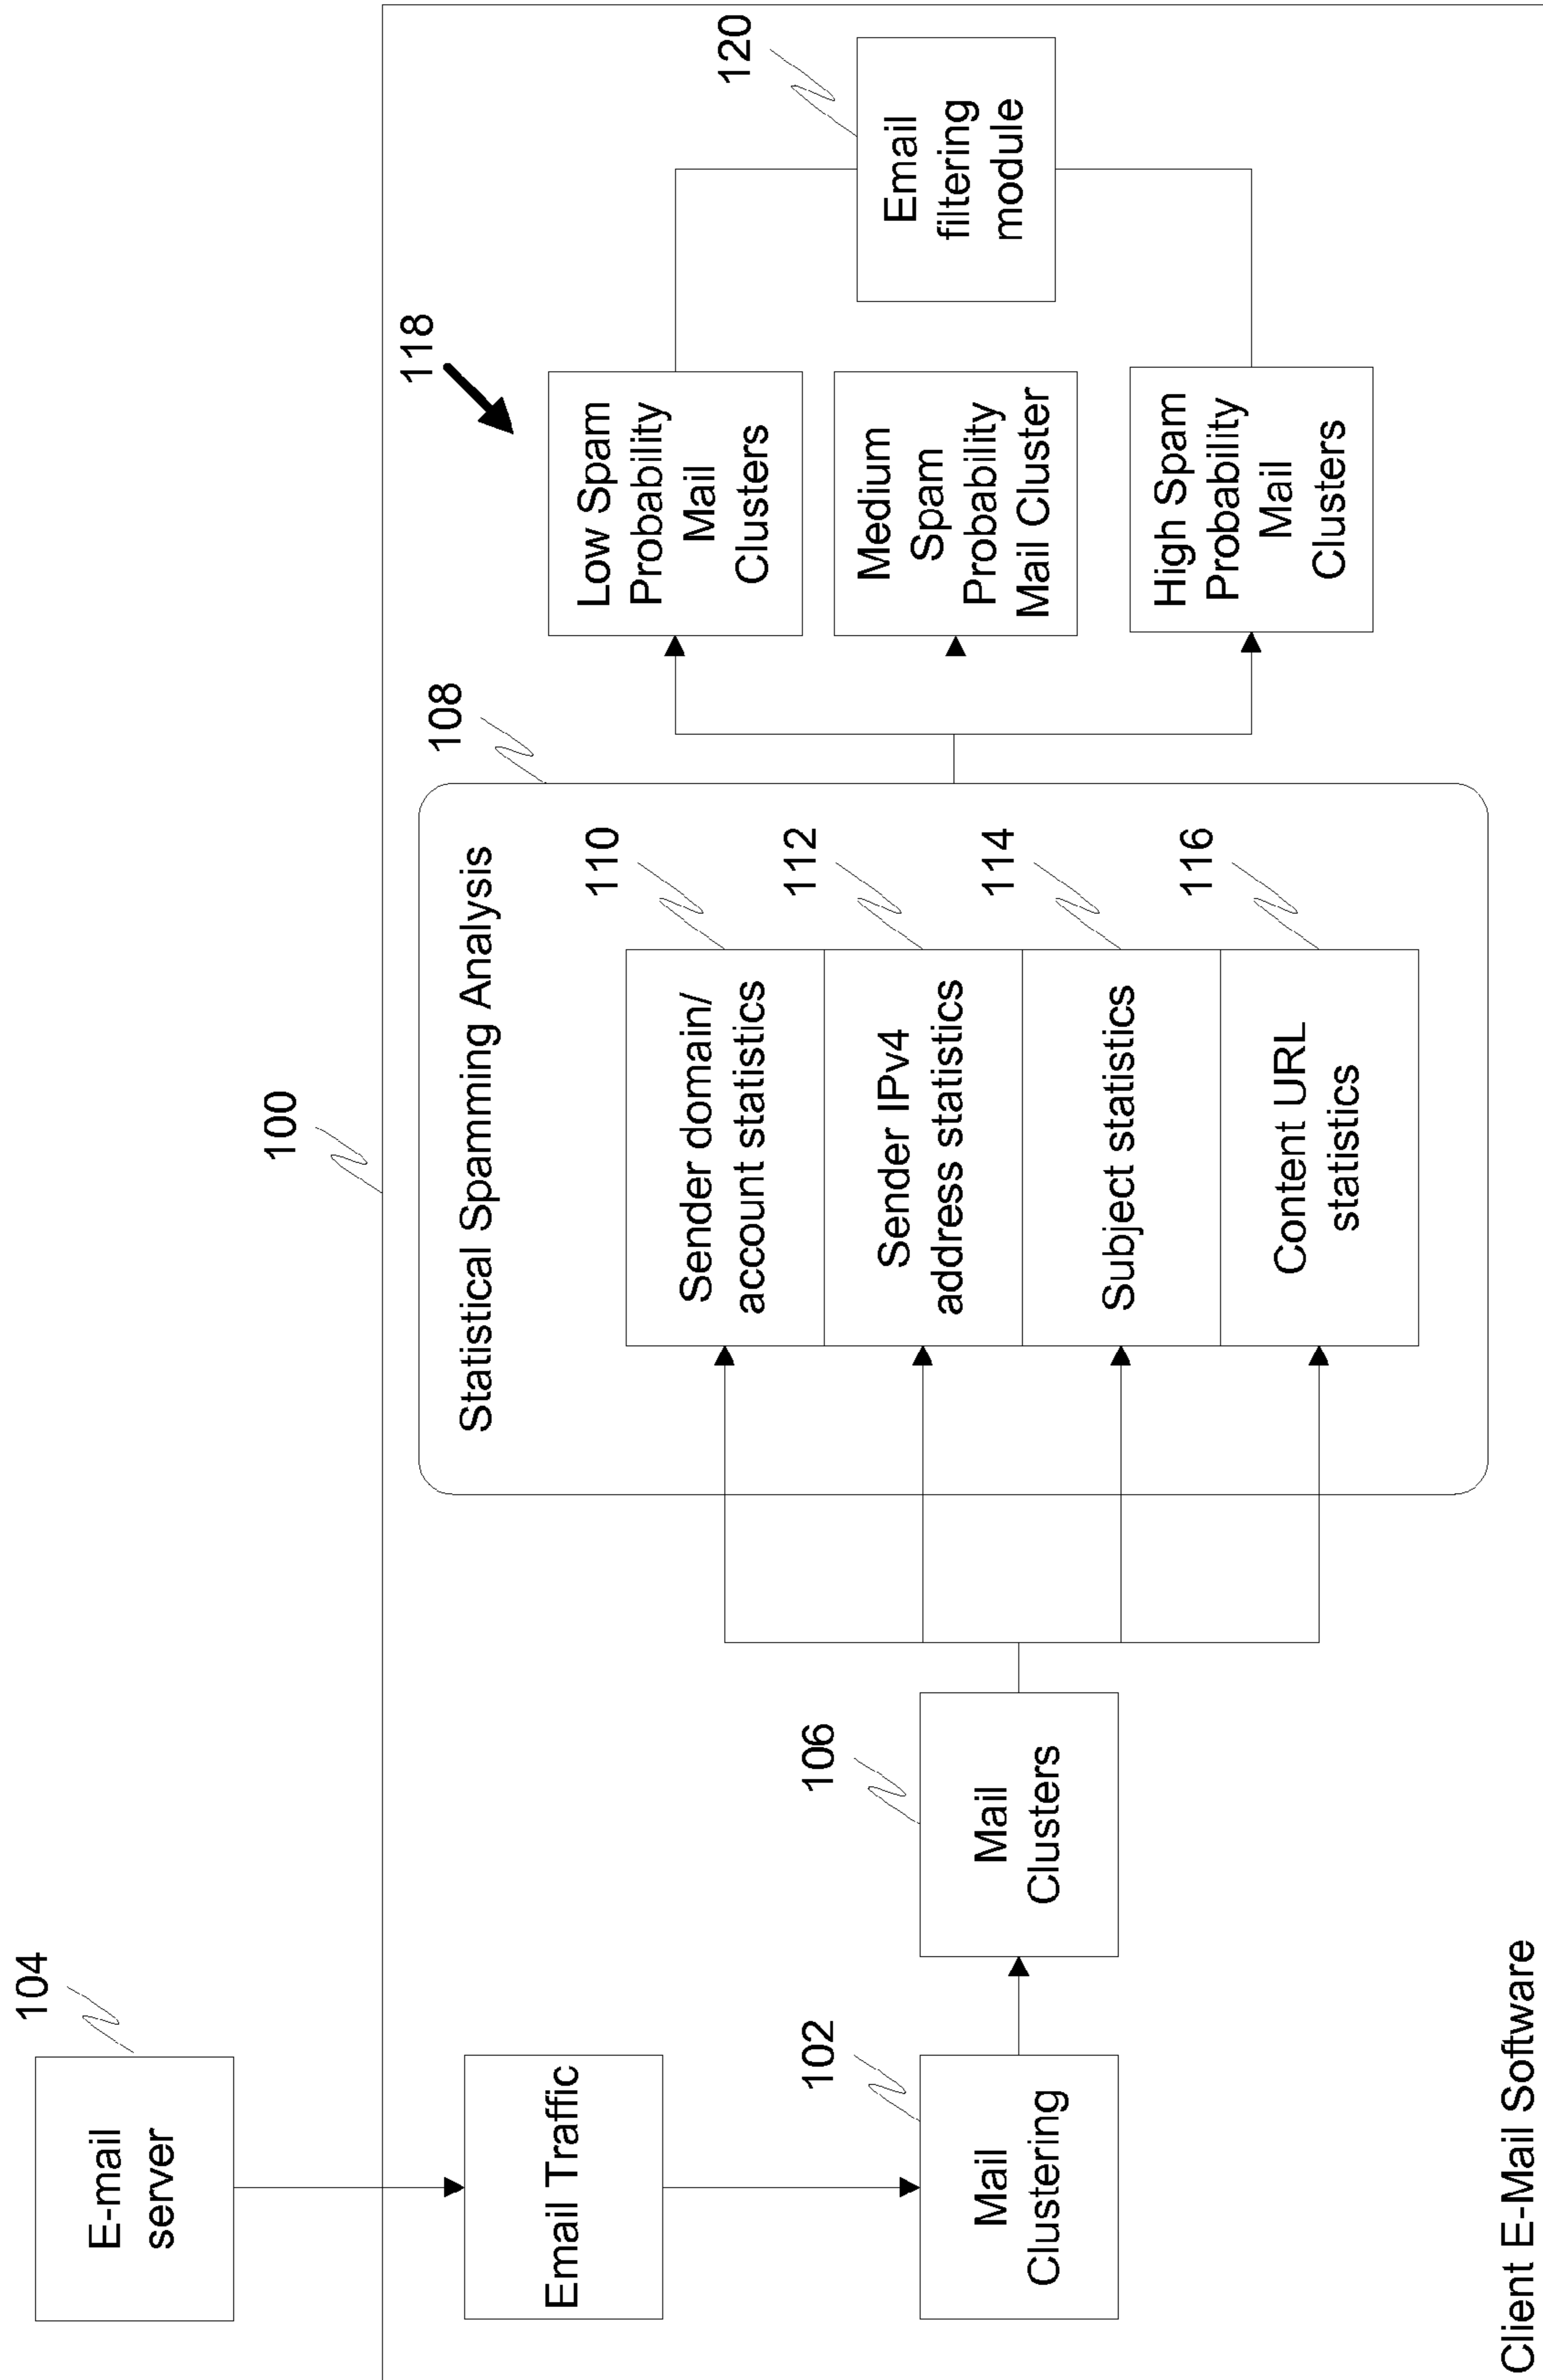 104
E-mail
server
100
Email Traffic
102
Mail
Clustering
106
Mail
Clusters
108
Statistical Spamming Analysis
110
Sender domain/
account statistics
112
Sender IPv4
address statistics
114
Subject statistics
116
Content URL
statistics
118
Low Spam
Probability
Mail
Clusters
Medium
Spam
Probability
Mail Cluster
High Spam
Probability
Mail
Clusters
120
Email
filtering
module
Client E-Mail Software